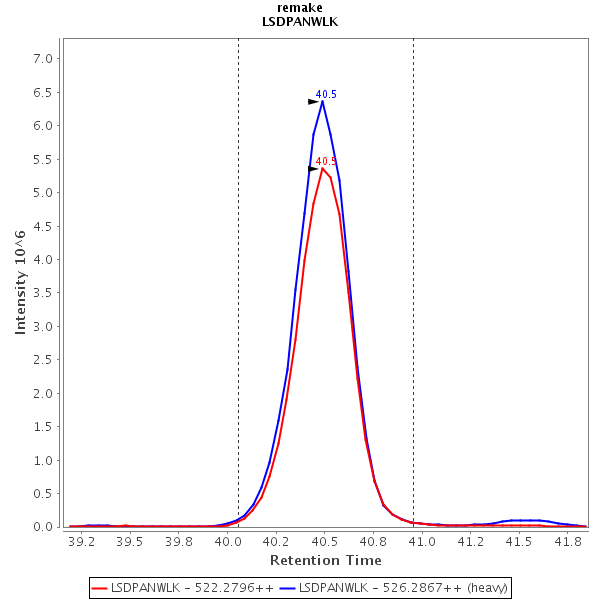 remake
LSDPANWLK
7.0
6.5
6.0
5.5
5.0
4.5
4.0
3.5
3.0
2.5
2.0
1.5
1.0
0.5
0.0
Intensity 10^6
40.5
40.5
39.2 39.5 39.8 40.0 40.2 40.5 40.8 41.0 41.2 41.5 41.8
Retention Time
LSDPANWLK - 522.2796++ LSDPANWLK - 526.2867++ (heavy)